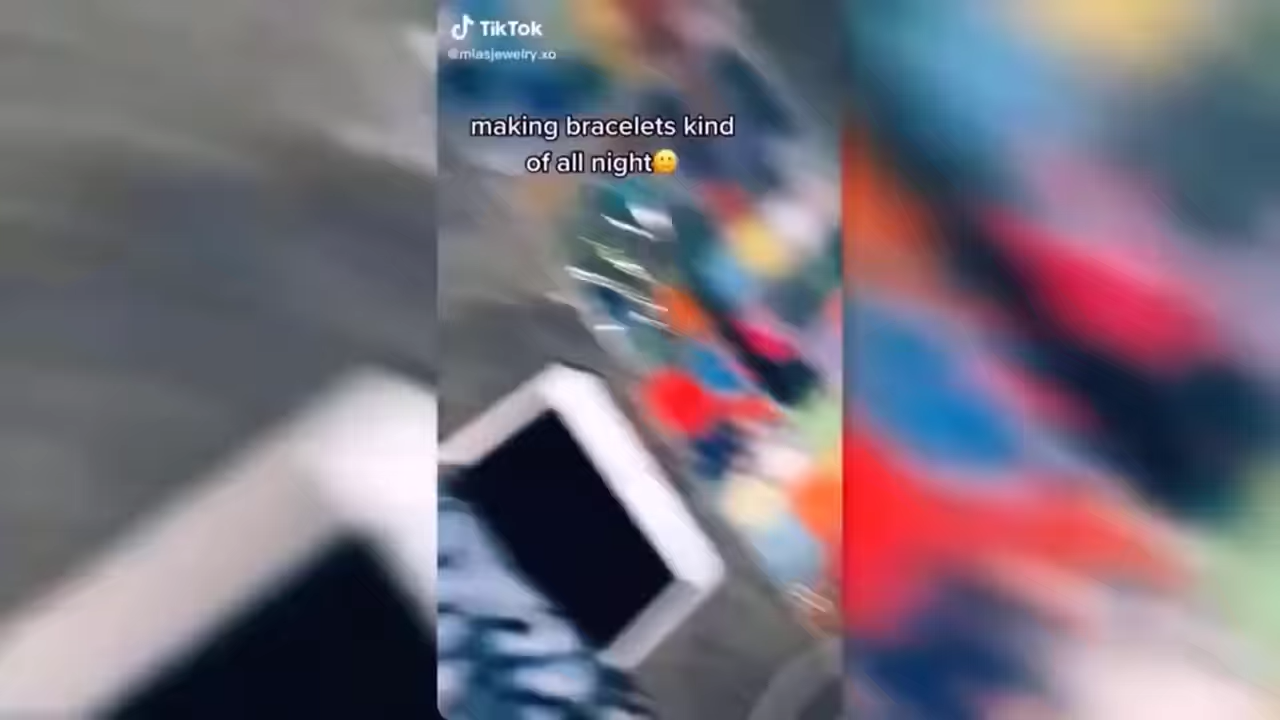 TikTok
@miasjewelry.xo
making bracelets kind
of all night🙂